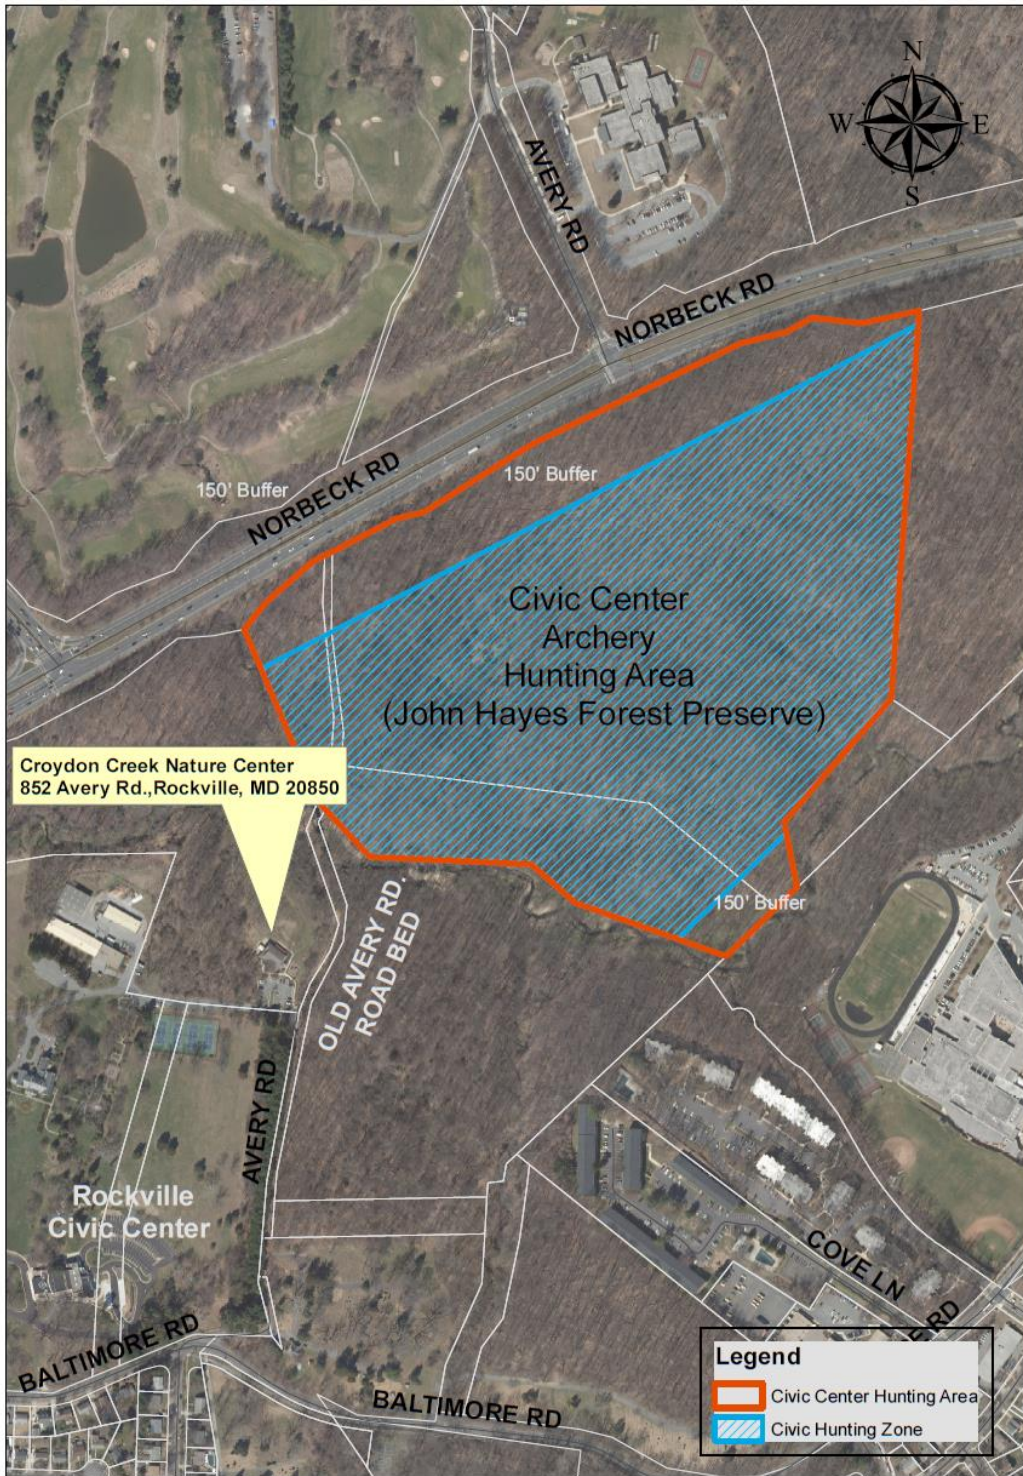 N
W
E
S
AVERY RD
NORBECK RD
150' Buffer
150' Buffer
NORBECK RD
Civic Center
Archery
Hunting Area
(John Hayes Forest Preserve)
Croydon Creek Nature Center
852 Avery Rd.,Rockville, MD 20850
150' Buffer
OLD AVERY RD.
ROAD BED
AVERY RD
Rockville
Civic Center
COVE LN
E RD
BALTIMORE RD
BALTIMORE RD
Legend
Civic Center Hunting Area
Civic Hunting Zone